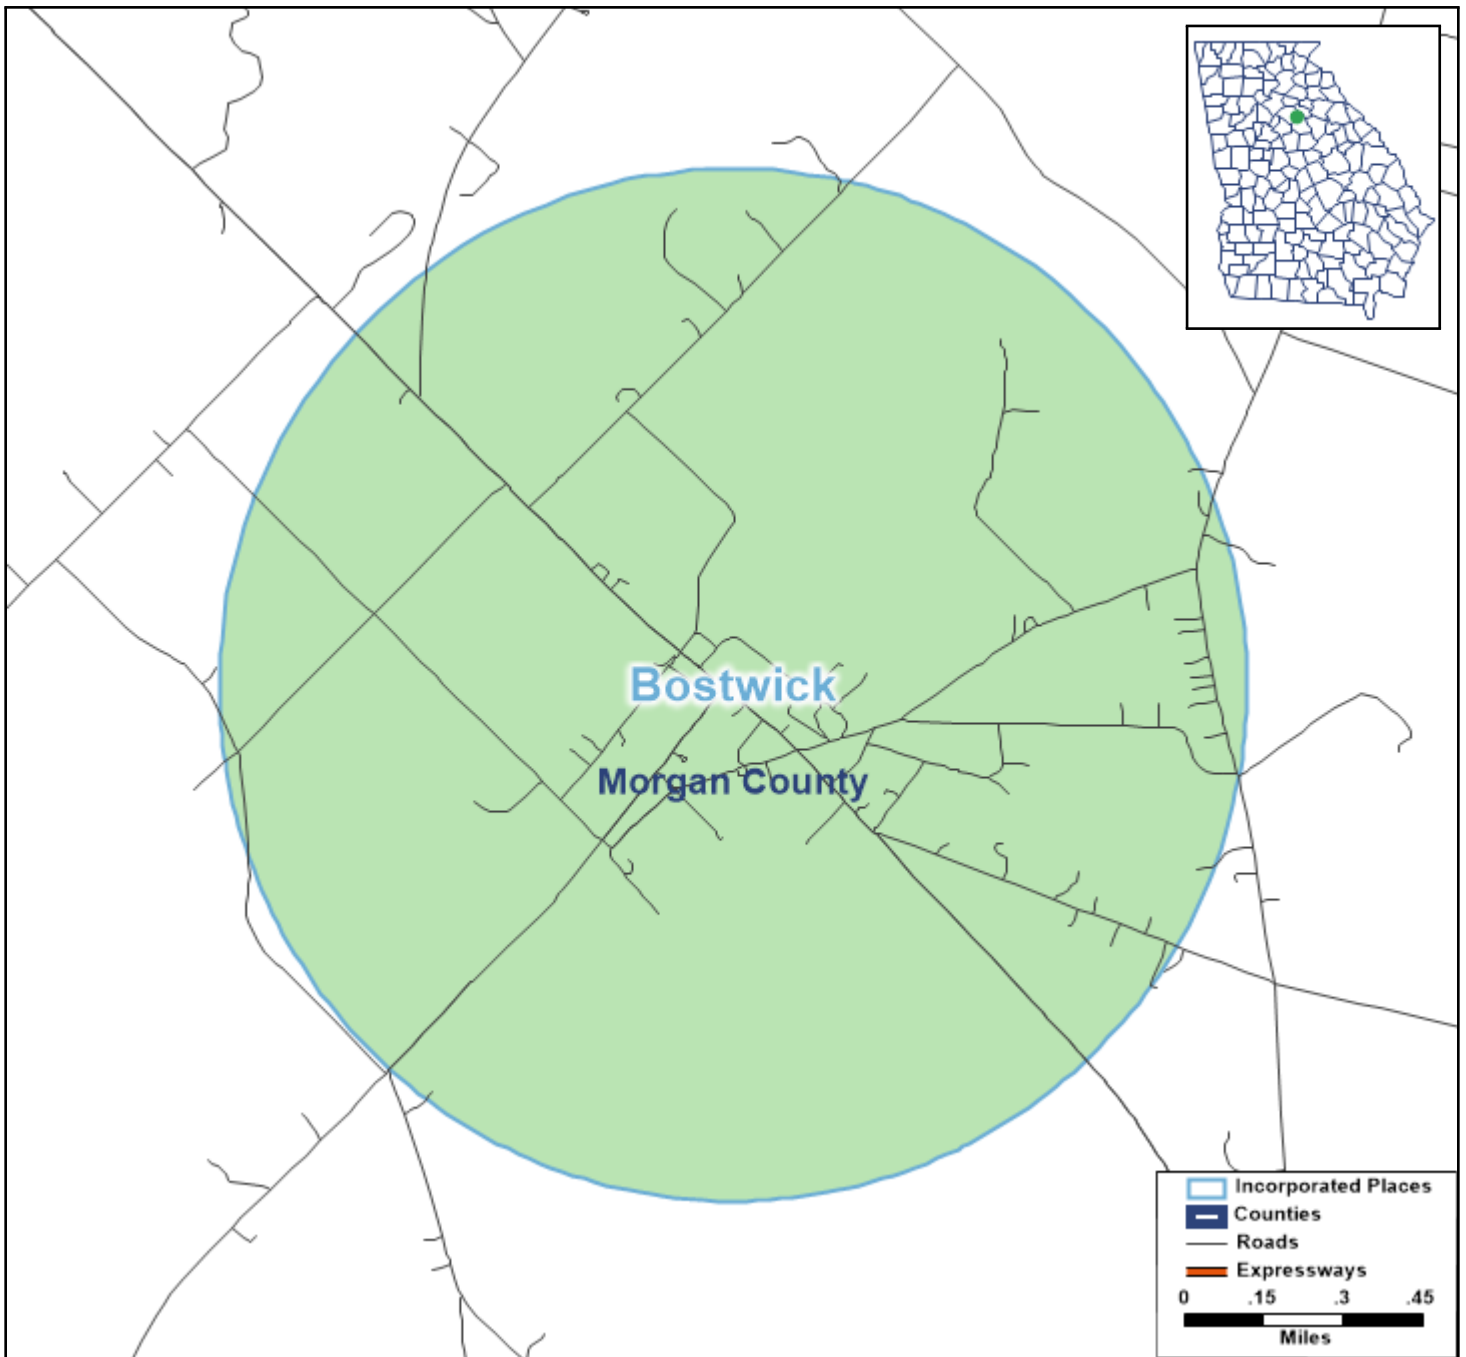 Bostwick
Morgan County
Incorporated Places
Counties
Roads
Expressways
0 .15 .3 .45
Miles